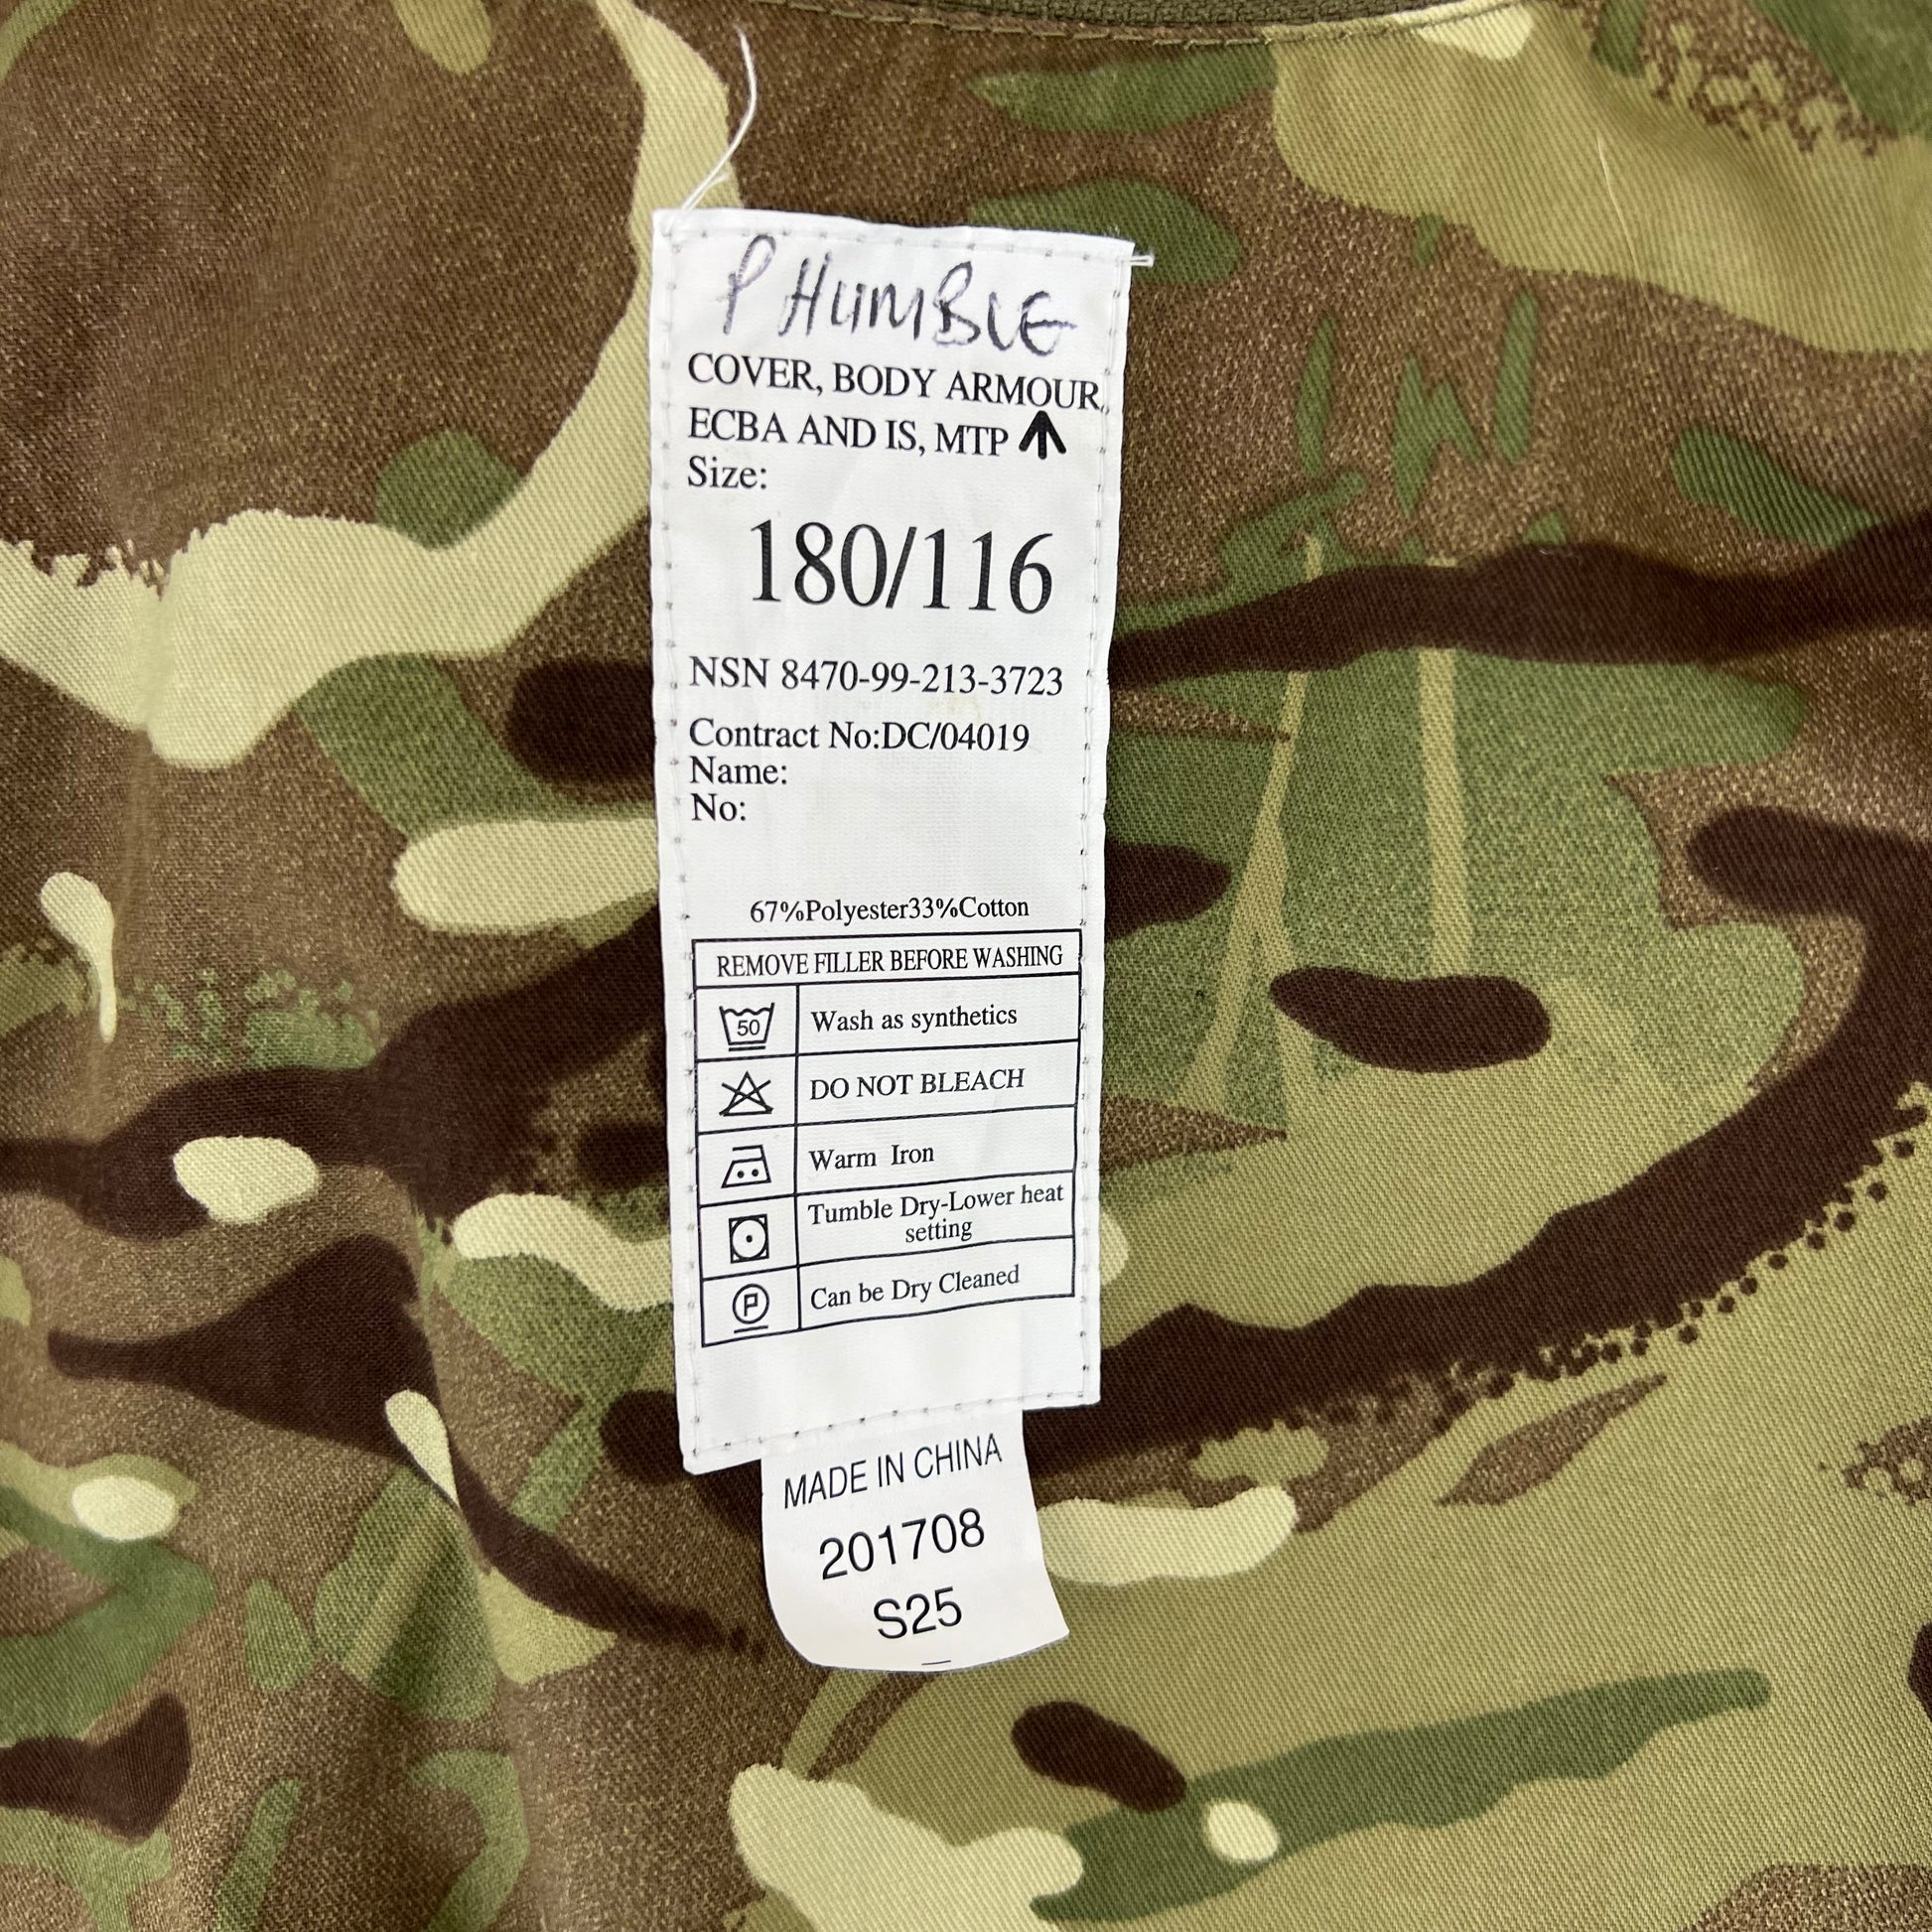 P HUMBLE
COVER, BODY ARMOUR,
ECBA AND IS, MTP
Size:
180/116
NSN 8470-99-213-3723
Contract No:DC/04019
Name:
No:
67%Polyester33%Cotton
REMOVE FILLER BEFORE WASHING
50 Wash as synthetics
DO NOT BLEACH
Warm Iron
Tumble Dry-Lower heat
setting
P Can be Dry Cleaned
MADE IN CHINA
201708
S25